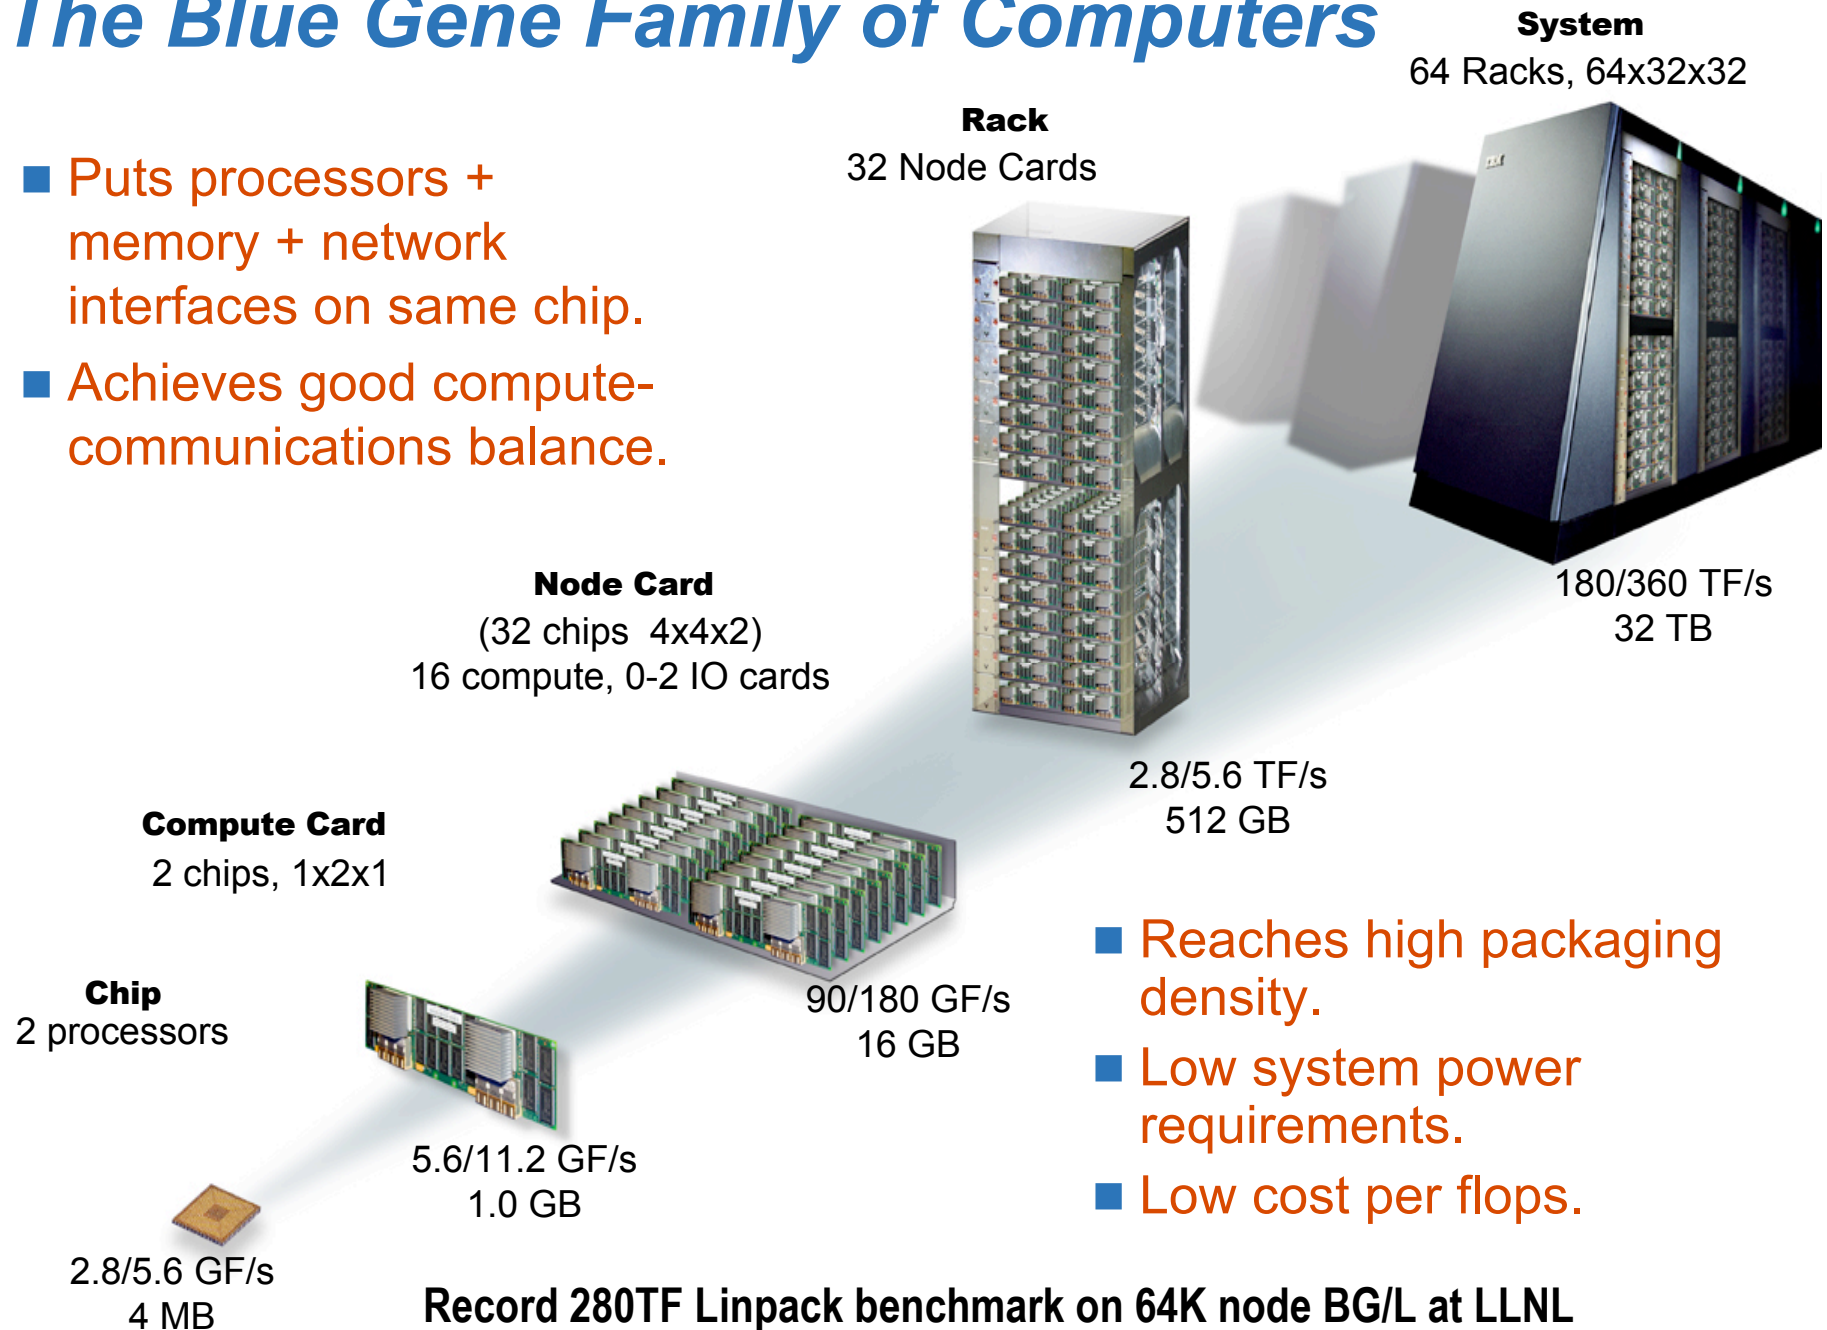 The Blue Gene Family of Computers
System
64 Racks, 64x32x32
Rack
32 Node Cards
Puts processors +
memory + network
interfaces on same chip.
Achieves good compute-
communications balance.
180/360 TF/s
32 TB
Node Card
(32 chips 4x4x2)
16 compute, 0-2 IO cards
2.8/5.6 TF/s
512 GB
Compute Card
2 chips, 1x2x1
90/180 GF/s
16 GB
Chip
2 processors
5.6/11.2 GF/s
1.0 GB
2.8/5.6 GF/s
4 MB
Reaches high packaging
density.
Low system power
requirements.
Low cost per flops.
Record 280TF Linpack benchmark on 64K node BG/L at LLNL